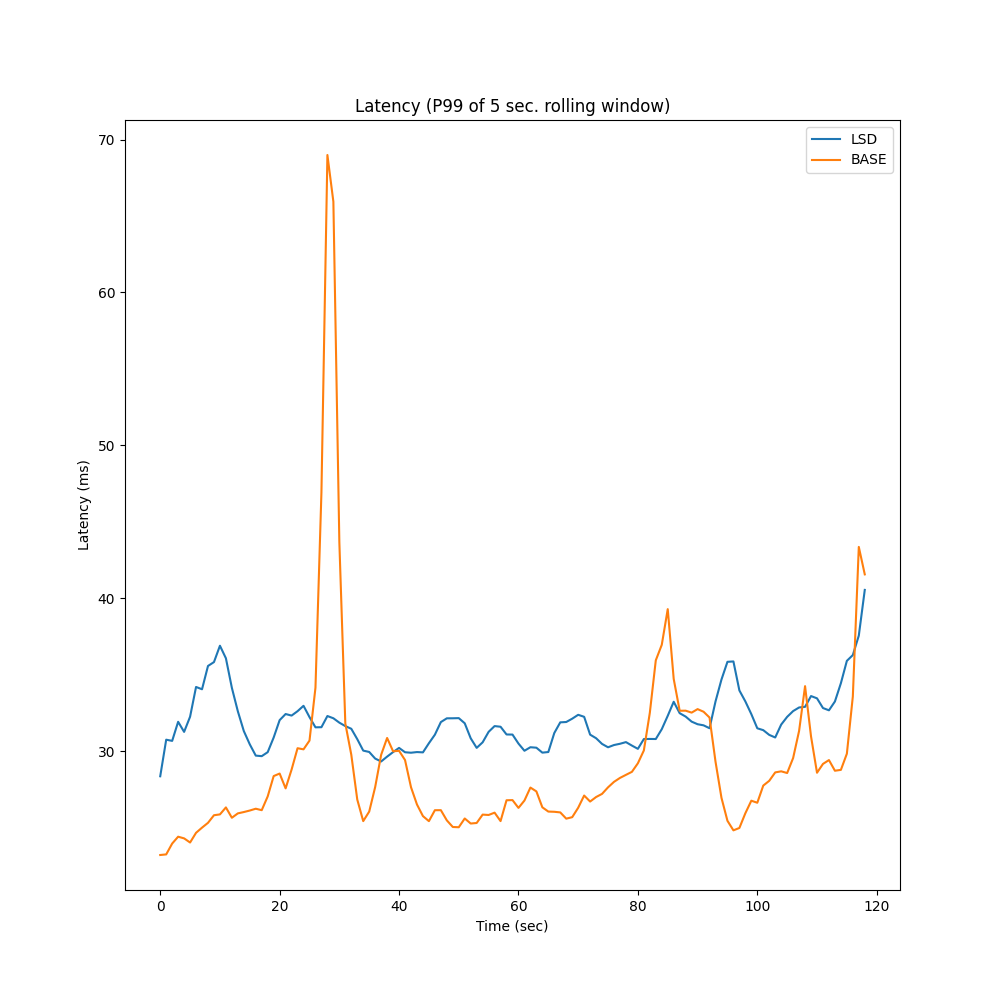 Latency (P99 of 5 sec. rolling window)
LSD
BASE
70
60
50
40
30
Latency (ms)
0 20 40 60 80 100 120
Time (sec)